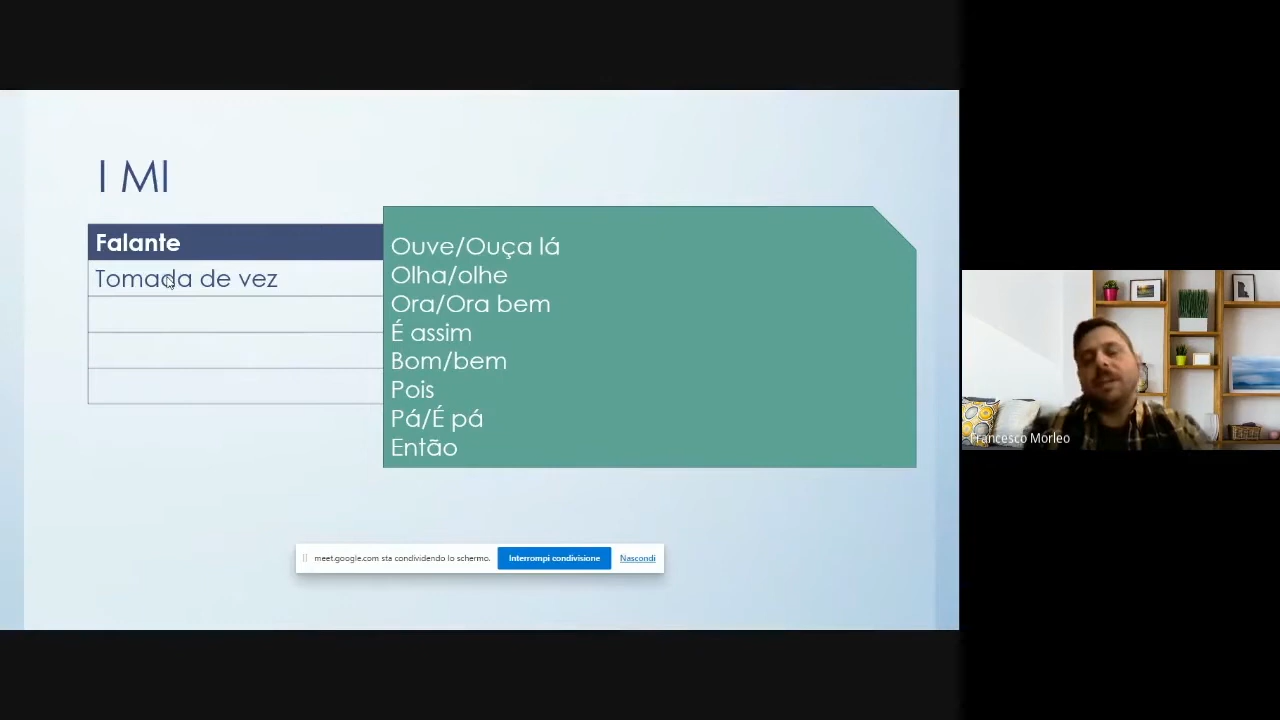 I MI
Falante
Tomada de vez
Ouve/Ouça lá
Olha/olhe
Ora/Ora bem
É assim
Bom/bem
Pois
Pá/É pá
Então
meet.google.com sta condividendo lo schermo.
Interrompi condivisione
Nascondi
Francesco Morleo